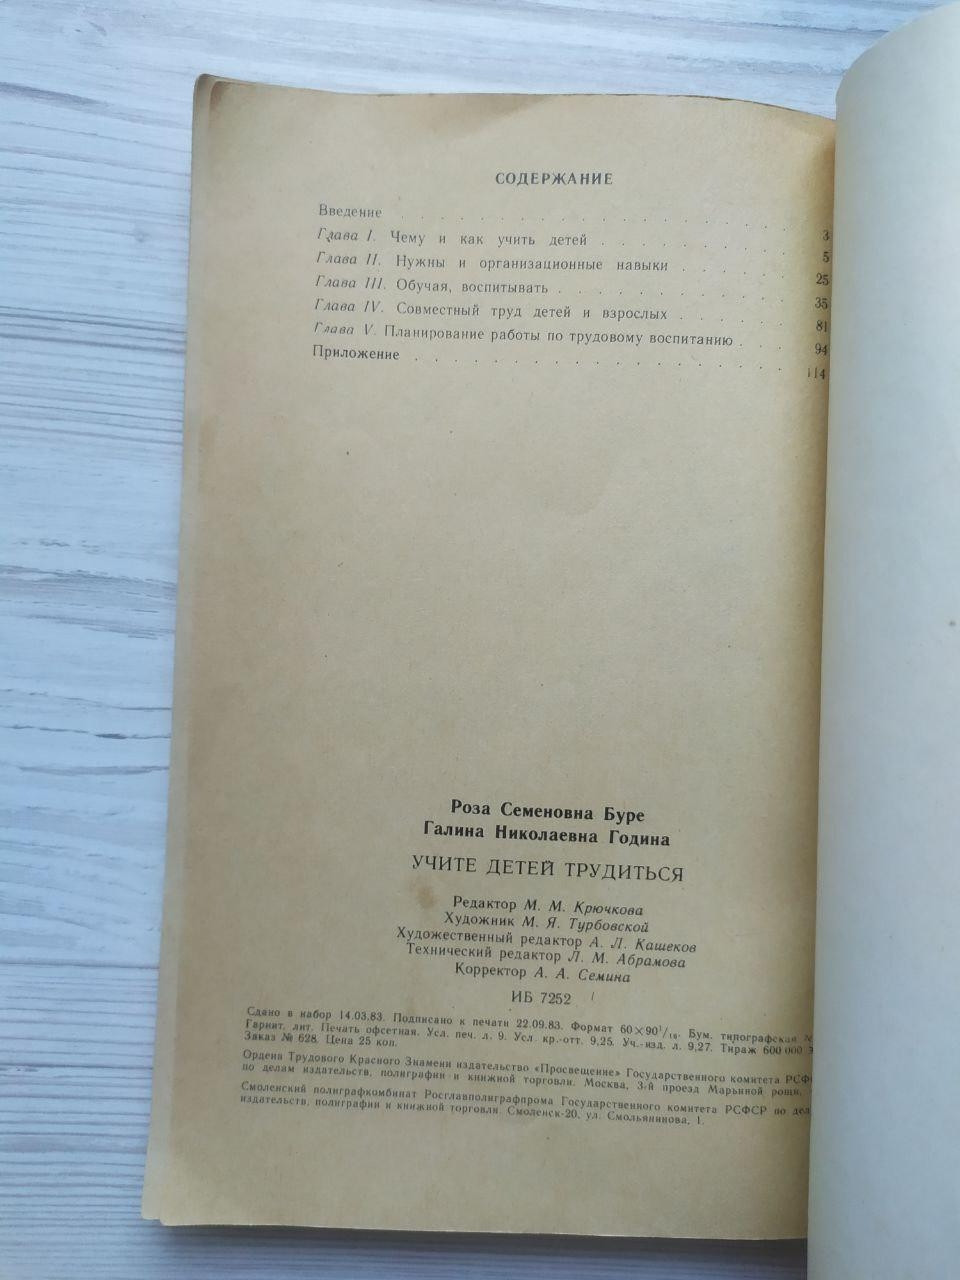 СОДЕРЖАНИЕ
Введение . . . . . . . . . . . . . . . . . 3
Глава I. Чему и как учить детей . . . . . . . . . 5
Глава II. Нужны и организационные навыки . . . . . . 25
Глава III. Обучая, воспитывать . . . . . . . . . . 35
Глава IV. Совместный труд детей и взрослых . . . . . . 81
Глава V. Планирование работы по трудовому воспитанию . . . . 94
Приложение . . . . . . . . . . . . . . . . 114
Роза Семеновна Буре
Галина Николаевна Година
УЧИТЕ ДЕТЕЙ ТРУДИТЬСЯ
Редактор М. М. Крючкова
Художник М. Я. Турбовской
Художественный редактор А. Л. Кашеков
Технический редактор Л. М. Абрамова
Корректор А. А. Семина
ИБ 7252
Сдано в набор 14.03.83. Подписано к печати 22.09.83. Формат 60×90¹/₁₆. Бум. типографская
Гарнит. лит. Печать офсетная. Усл. печ. л. 9. Усл. кр.-отт. 9,25. Уч.-изд. л. 9,27. Тираж 600 000
Заказ № 628. Цена 25 коп.
Ордена Трудового Красного Знамени издательство «Просвещение» Государственного комитета РСФ
по делам издательств, полиграфии и книжной торговли. Москва, 3-й проезд Марьиной рощи,
Смоленский полиграфкомбинат Росглавполиграфпрома Государственного комитета РСФСР по дел
издательств, полиграфии и книжной торговли. Смоленск-20, ул. Смольянинова, 1.